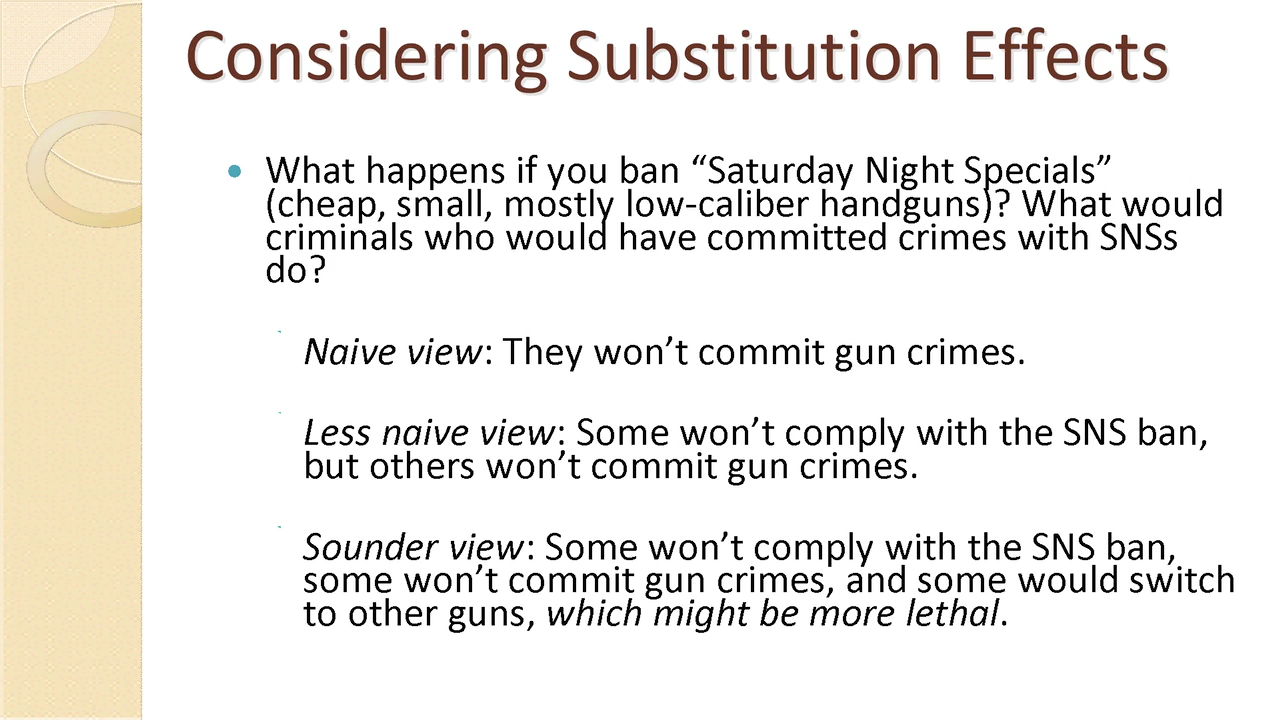 Considering Substitution Effects
What happens if you ban “Saturday Night Specials”
(cheap, small, mostly low-caliber handguns)? What would
criminals who would have committed crimes with SNSs
do?
Naive view: They won’t commit gun crimes.
Less naive view: Some won’t comply with the SNS ban,
but others won’t commit gun crimes.
Sounder view: Some won’t comply with the SNS ban,
some won’t commit gun crimes, and some would switch
to other guns, which might be more lethal.